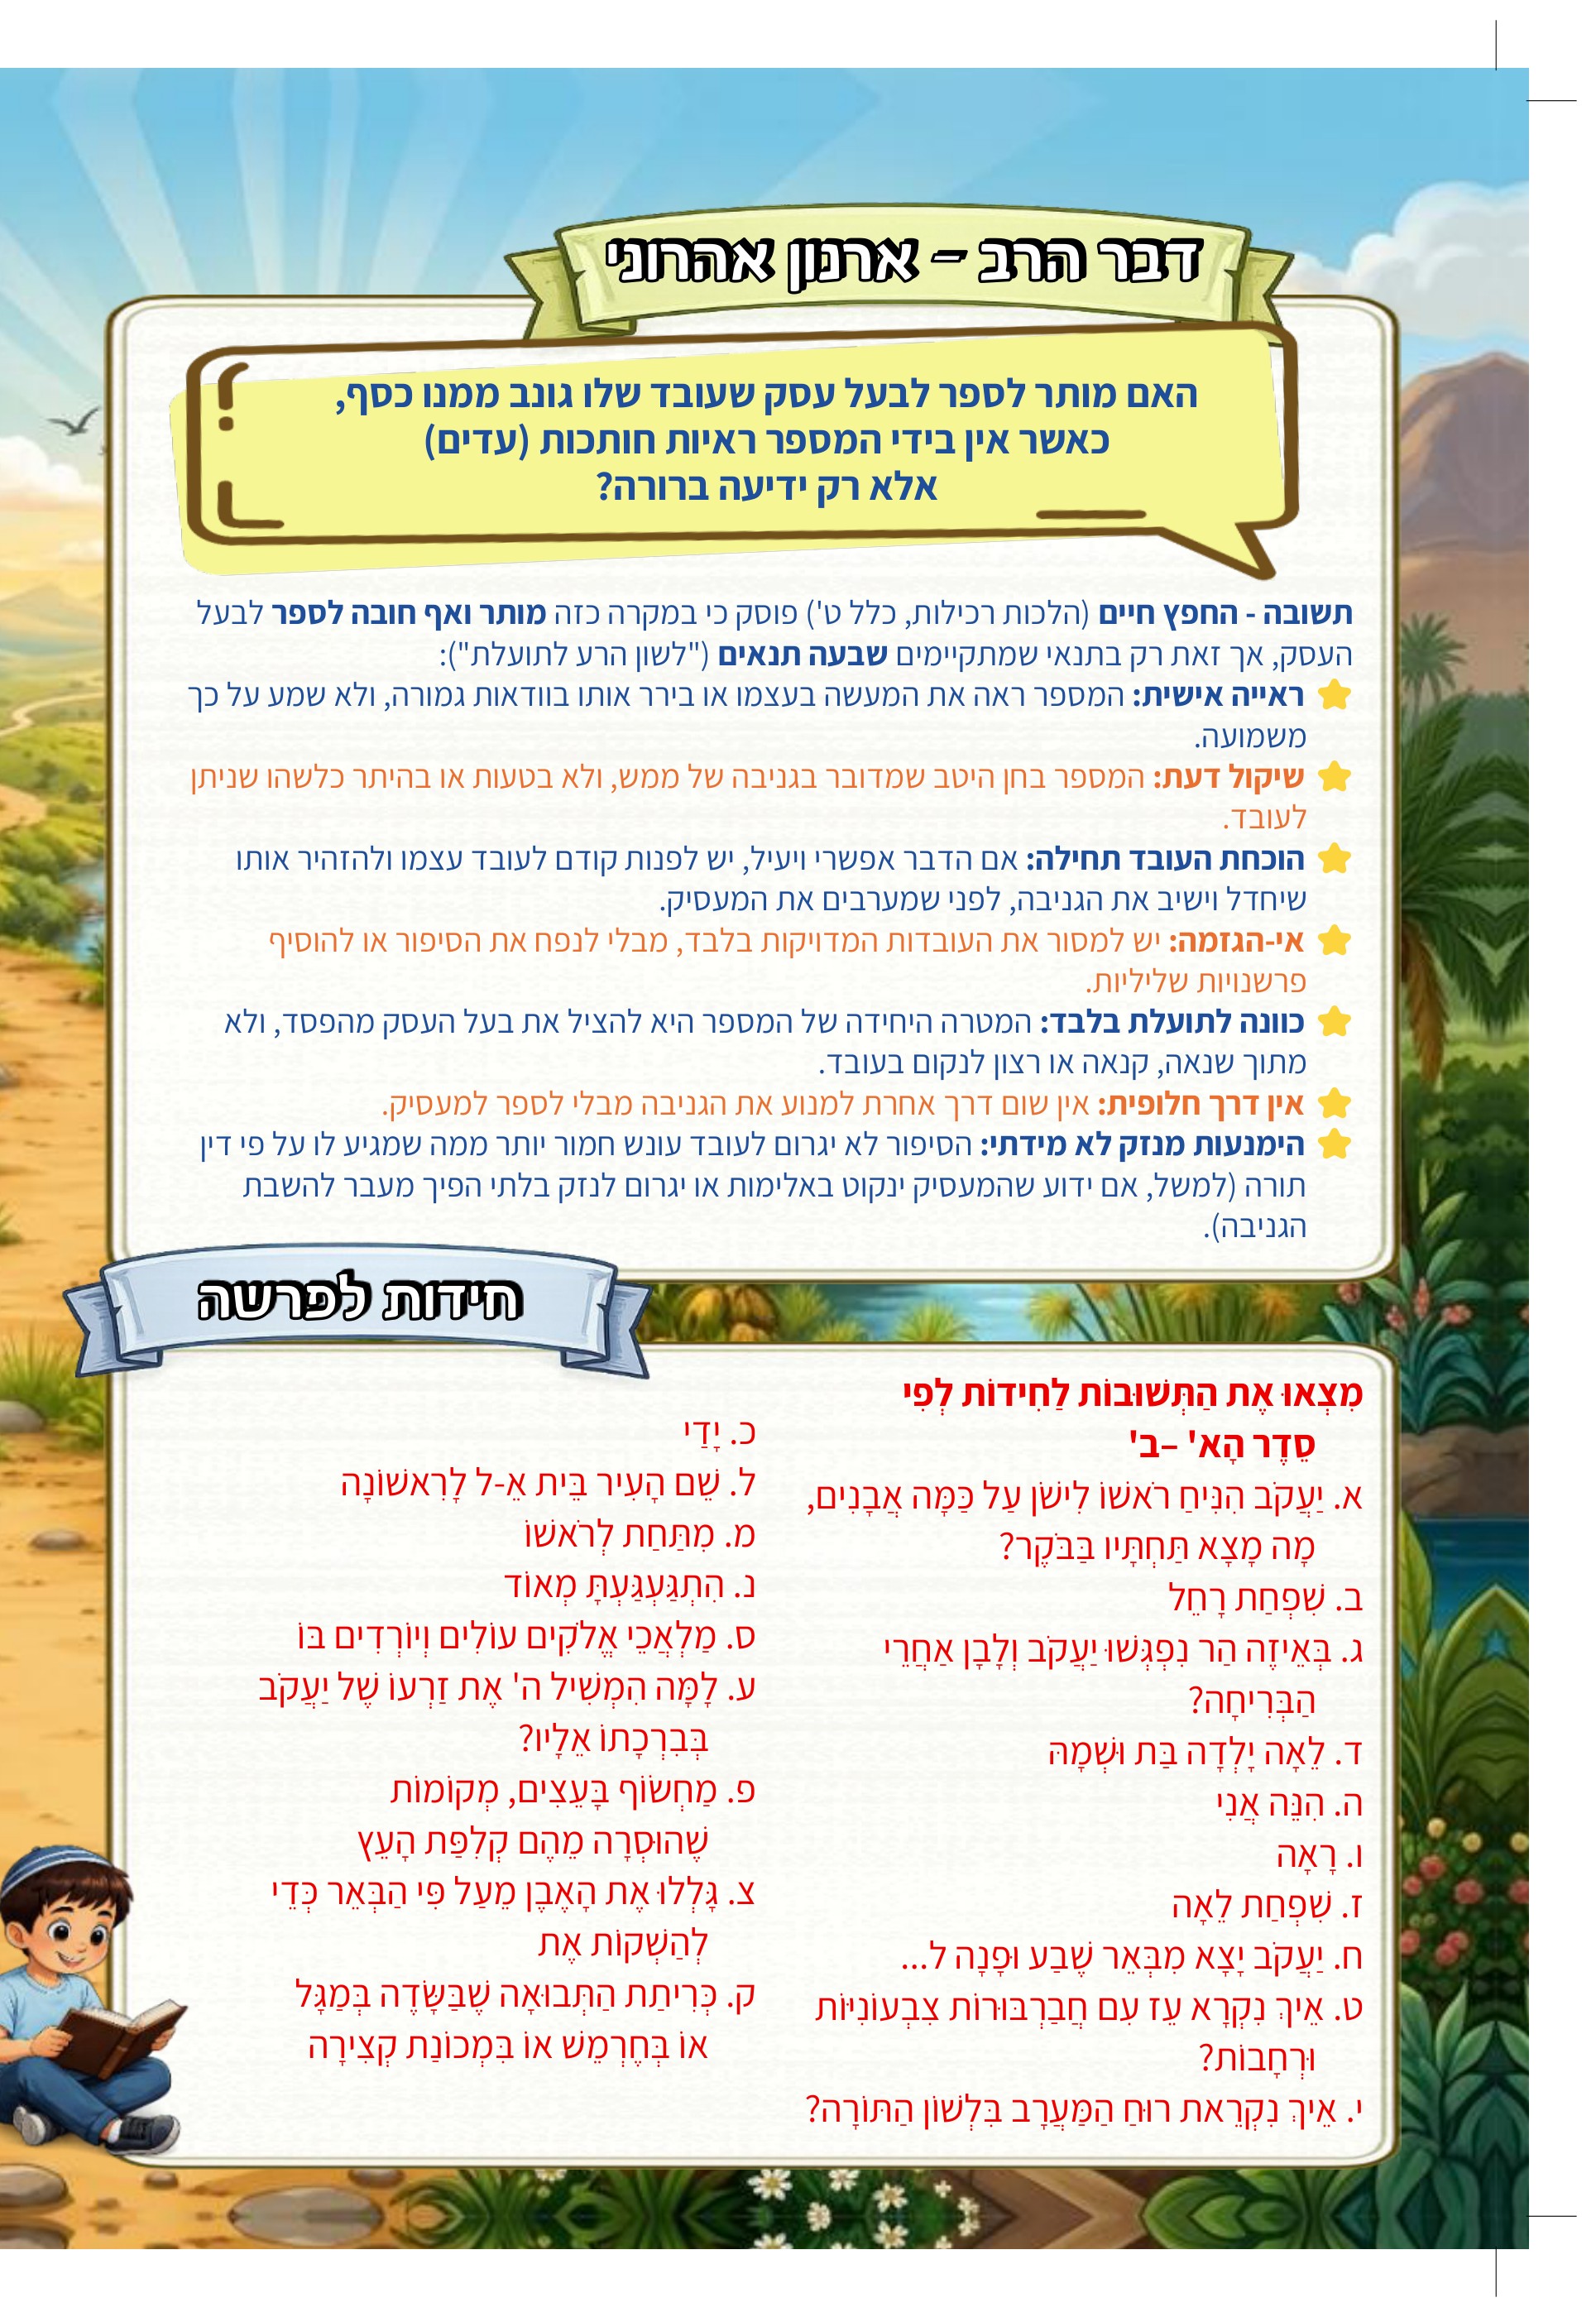 דבר הרב – ארנון אהרוני
האם מותר לספר לבעל עסק שעובד שלו גונב ממנו כסף,
כאשר אין בידי המספר ראיות חותכות (עדים)
אלא רק ידיעה ברורה?
תשובה - החפץ חיים (הלכות רכילות, כלל ט') פוסק כי במקרה כזה מותר ואף חובה לספר לבעל
העסק, אך זאת רק בתנאי שמתקיימים שבעה תנאים ("לשון הרע לתועלת"):
ראייה אישית: המספר ראה את המעשה בעצמו או בירר אותו בוודאות גמורה, ולא שמע על כך
משמועה.
שיקול דעת: המספר בחן היטב שמדובר בגניבה של ממש, ולא בטעות או בהיתר כלשהו שניתן
לעובד.
הוכחת העובד תחילה: אם הדבר אפשרי ויעיל, יש לפנות קודם לעובד עצמו ולהזהיר אותו
שיחדל וישיב את הגניבה, לפני שמערבים את המעסיק.
אי-הגזמה: יש למסור את העובדות המדויקות בלבד, מבלי לנפח את הסיפור או להוסיף
פרשנויות שליליות.
כוונה לתועלת בלבד: המטרה היחידה של המספר היא להציל את בעל העסק מהפסד, ולא
מתוך שנאה, קנאה או רצון לנקום בעובד.
אין דרך חלופית: אין שום דרך אחרת למנוע את הגניבה מבלי לספר למעסיק.
הימנעות מנזק לא מידתי: הסיפור לא יגרום לעובד עונש חמור יותר ממה שמגיע לו על פי דין
תורה (למשל, אם ידוע שהמעסיק ינקוט באלימות או יגרום לנזק בלתי הפיך מעבר להשבת
הגניבה).
חידות לפרשה
מִצְאוּ אֶת הַתְּשׁוּבוֹת לַחִידוֹת לְפִי
סֵדֶר הָא' –ב'
א. יַעֲקֹב הִנִּיחַ רֹאשׁוֹ לִישֹׁן עַל כַּמָּה אֲבָנִים,
מָה מָצָא תַּחְתָּיו בַּבֹּקֶר?
ב. שִׁפְחַת רָחֵל
ג. בְּאֵיזֶה הַר נִפְגְּשׁוּ יַעֲקֹב וְלָבָן אַחֲרֵי
הַבְּרִיחָה?
ד. לֵאָה יָלְדָה בַּת וּשְׁמָהּ
ה. הִנֵּה אֲנִי
ו. רָאָה
ז. שִׁפְחַת לֵאָה
ח. יַעֲקֹב יָצָא מִבְּאֵר שֶׁבַע וּפָנָה ל...
ט. אֵיךְ נִקְרָא עֵז עִם חֲבַרְבּוּרוֹת צִבְעוֹנִיּוֹת
וּרְחָבוֹת?
י. אֵיךְ נִקְרֵאת רוּחַ הַמַּעֲרָב בִּלְשׁוֹן הַתּוֹרָה?
כ. יָדַי
ל. שֵׁם הָעִיר בֵּית אֵ-ל לָרִאשׁוֹנָה
מ. מִתַּחַת לְרֹאשׁוֹ
נ. הִתְגַּעְגַּעְתָּ מְאוֹד
ס. מַלְאֲכֵי אֱלֹקִים עוֹלִים וְיוֹרְדִים בּוֹ
ע. לָמָּה הִמְשִׁיל ה' אֶת זַרְעוֹ שֶׁל יַעֲקֹב
בְּבִרְכָתוֹ אֵלָיו?
פ. מַחְשׂוֹף בָּעֵצִים, מְקוֹמוֹת
שֶׁהוּסְרָה מֵהֶם קְלִפַּת הָעֵץ
צ. גָּלְלוּ אֶת הָאֶבֶן מֵעַל פִּי הַבְּאֵר כְּדֵי
לְהַשְׁקוֹת אֶת
ק. כְּרִיתַת הַתְּבוּאָה שֶׁבַּשָּׂדֶה בְּמַגָּל
אוֹ בְּחֶרְמֵשׁ אוֹ בִּמְכוֹנַת קְצִירָה